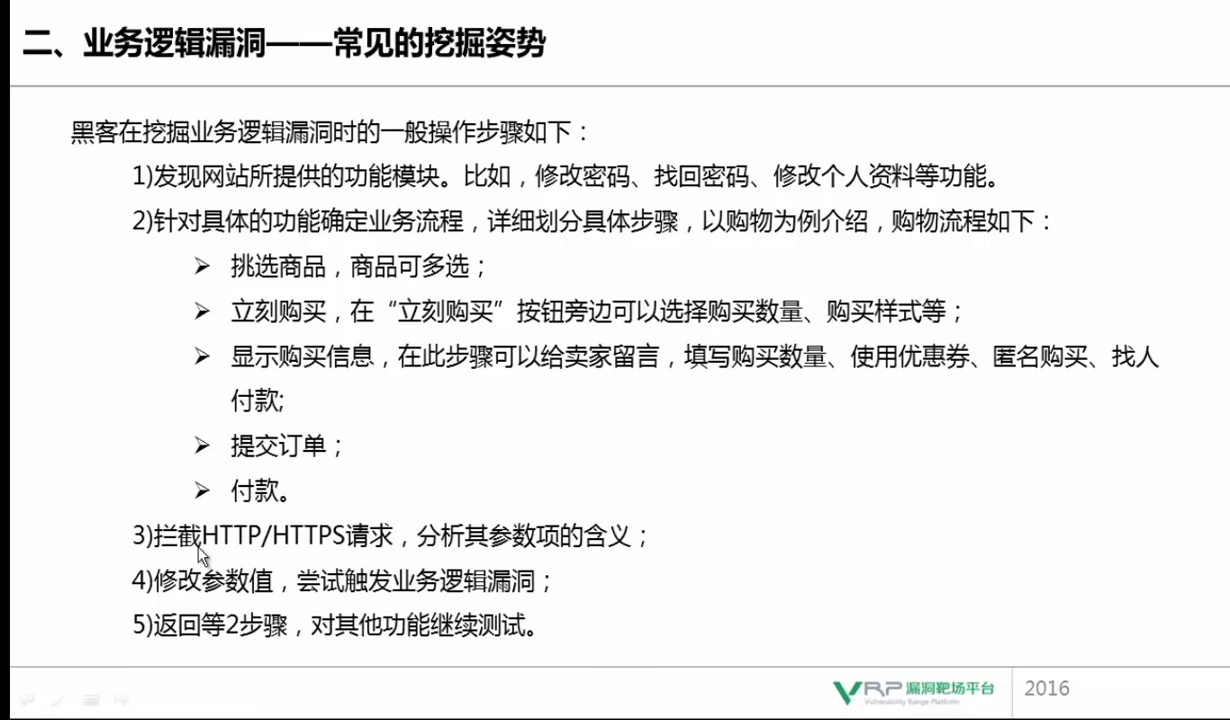 二、业务逻辑漏洞——常见的挖掘姿势
黑客在挖掘业务逻辑漏洞时的一般操作步骤如下：
1)发现网站所提供的功能模块。比如，修改密码、找回密码、修改个人资料等功能。
2)针对具体的功能确定业务流程，详细划分具体步骤，以购物为例介绍，购物流程如下：
➢ 挑选商品，商品可多选；
➢ 立刻购买，在“立刻购买”按钮旁边可以选择购买数量、购买样式等；
➢ 显示购买信息，在此步骤可以给卖家留言，填写购买数量、使用优惠券、匿名购买、找人
付款;
➢ 提交订单；
➢ 付款。
3)拦截HTTP/HTTPS请求，分析其参数项的含义；
4)修改参数值，尝试触发业务逻辑漏洞；
5)返回等2步骤，对其他功能继续测试。
VRP 漏洞靶场平台
Vulnerability Range Platform
2016